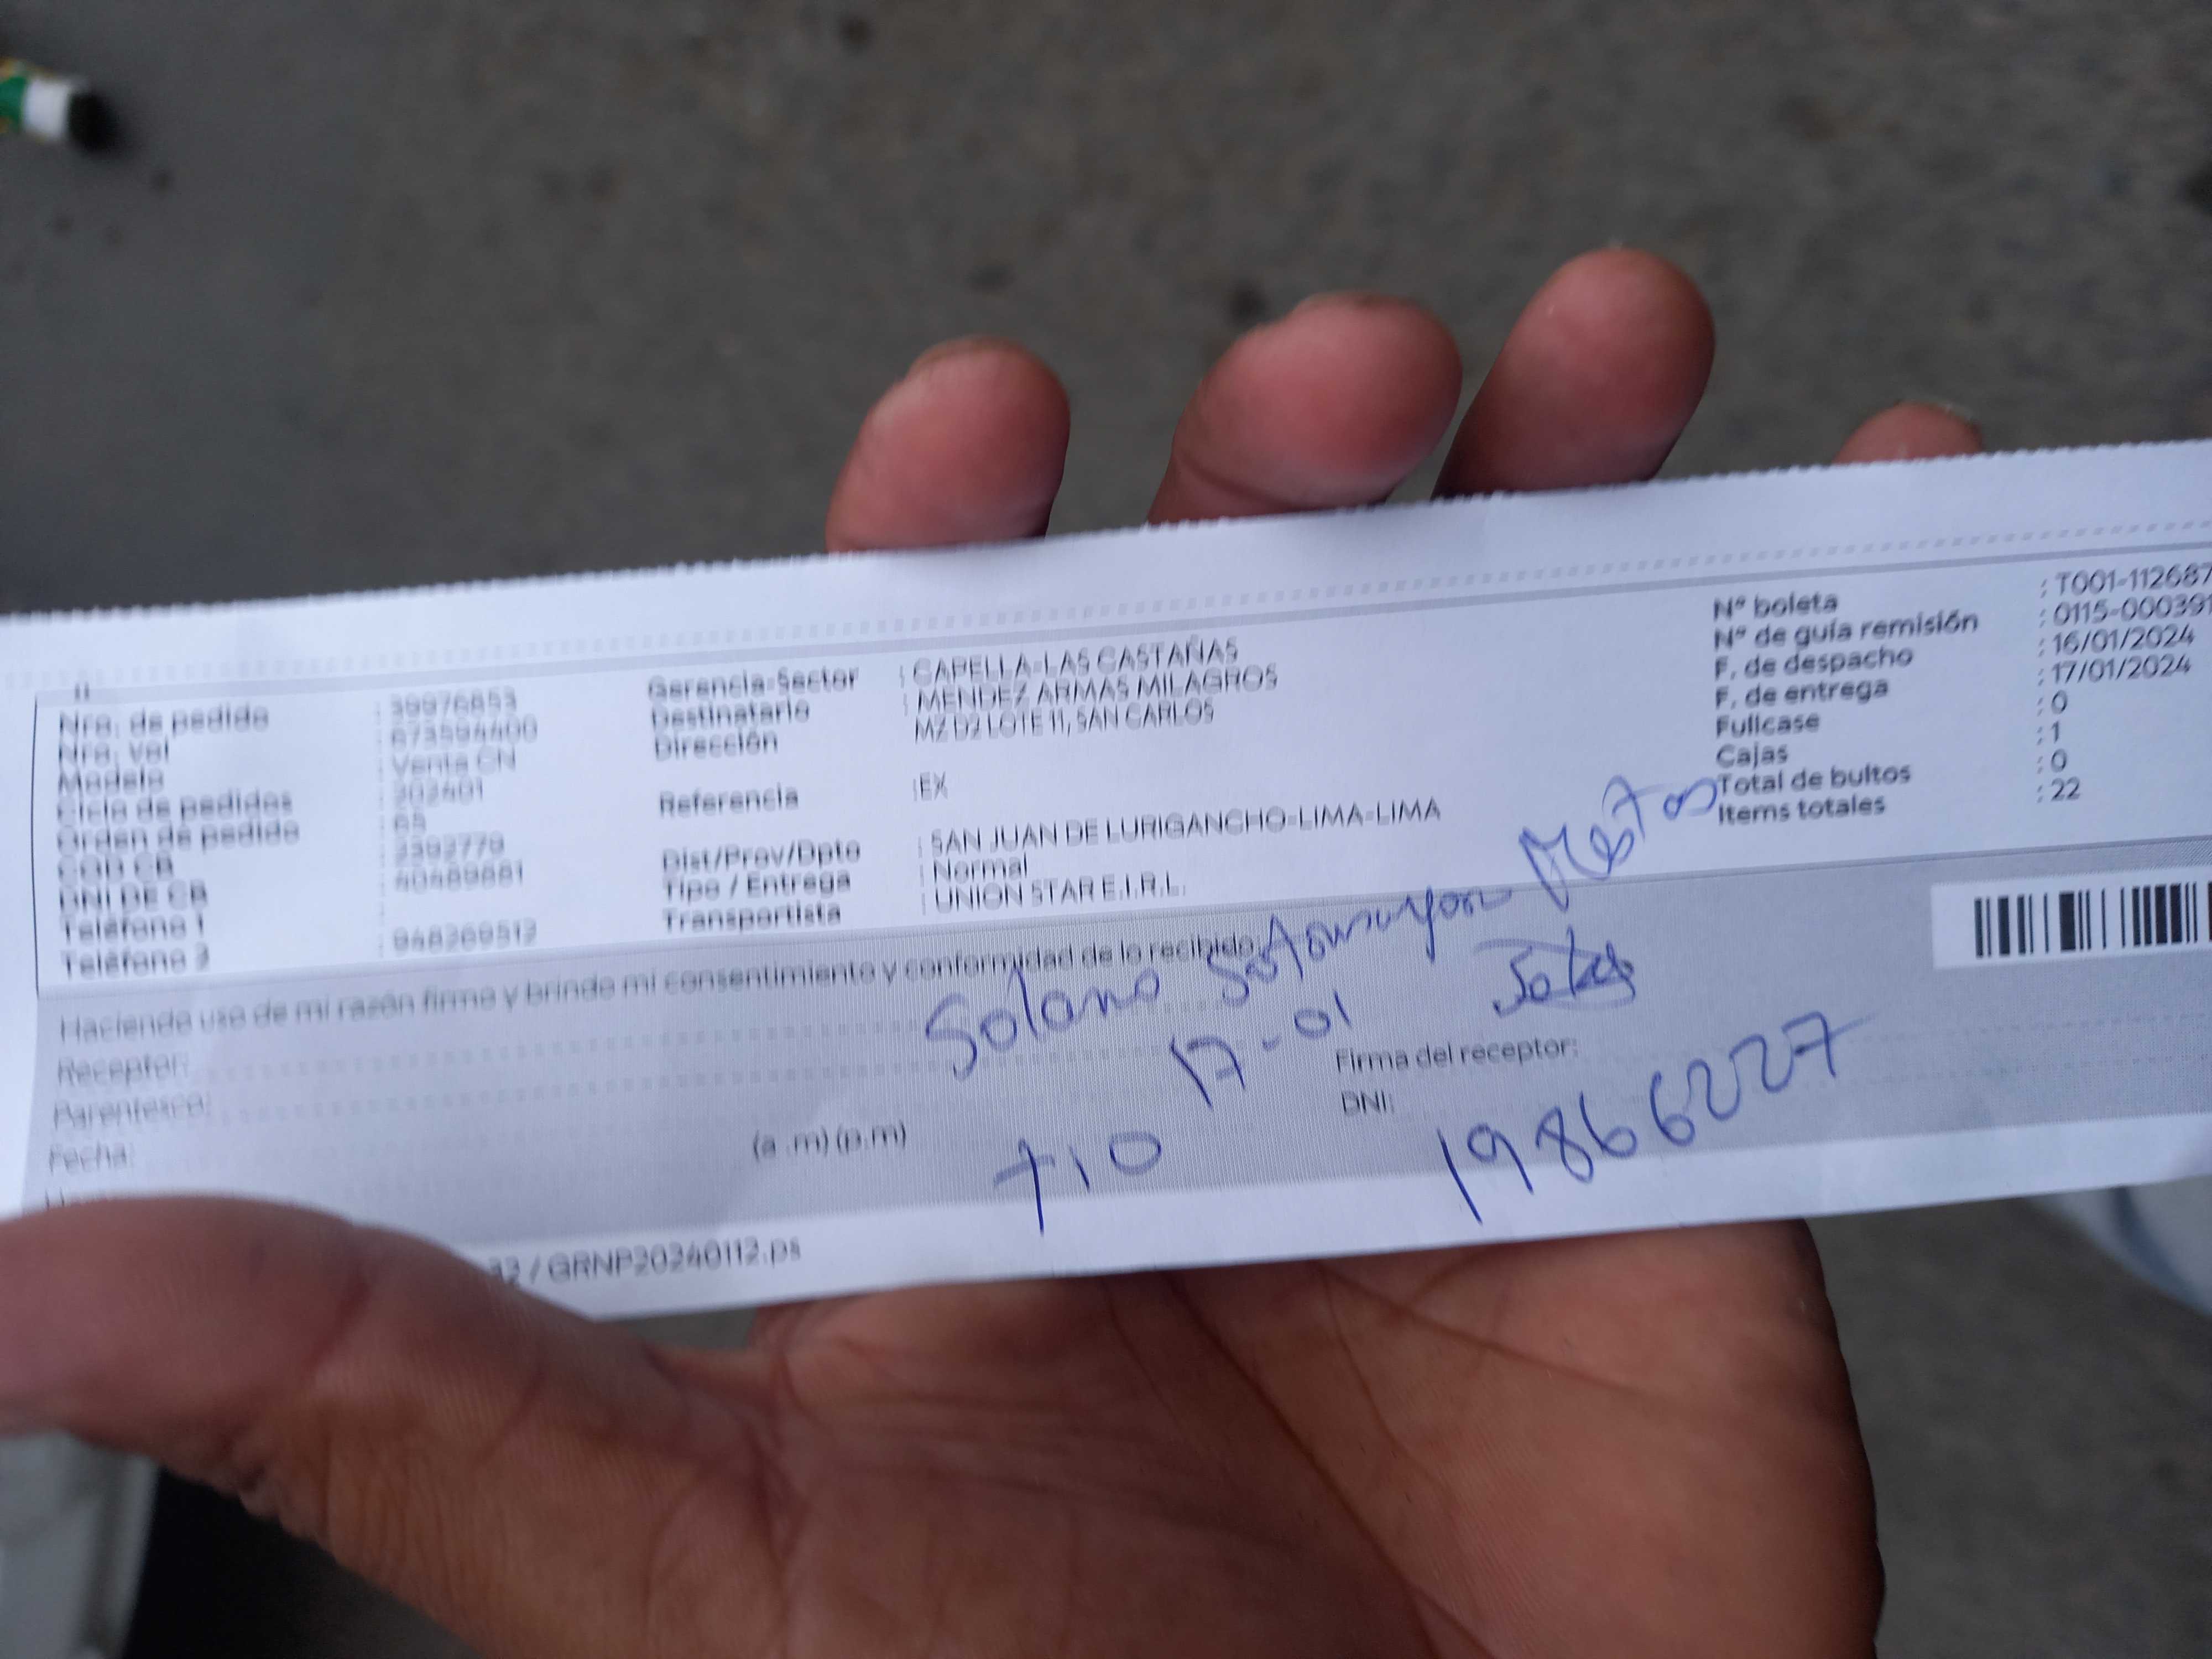 Nro. de pedido : 39976853
Nro. Val : 673594400
Modelo : Venta CN
Ciclo de pedidos : 202401
Orden de pedido : 65
COD CB : 2392779
DNI DE CB : 40489881
Teléfono 1
Teléfono 2 : 948269512
Gerencia-Sector : CAPELLA-LAS CASTAÑAS
Destinatario : MENDEZ ARMAS MILAGROS
Dirección MZ D2 LOTE 11, SAN CARLOS
Referencia :EX
Dist/Prov/Dpto : SAN JUAN DE LURIGANCHO-LIMA-LIMA
Tipo / Entrega : Normal
Transportista : UNION STAR E.I.R.L.
N° boleta : T001-112687
N° de guía remisión : 0115-000391
F. de despacho : 16/01/2024
F. de entrega : 17/01/2024
Fullcase : 0
Cajas : 1
Total de bultos : 0
Items totales : 22
Haciendo uso de mi razón firmo y brindo mi consentimiento y conformidad de lo recibido:
Receptor: Solano
Parentesco: 17-01
Fecha: (a .m) (p.m) tio
Firma del receptor:
DNI: 19866227
32 / GRNP20240112.ps